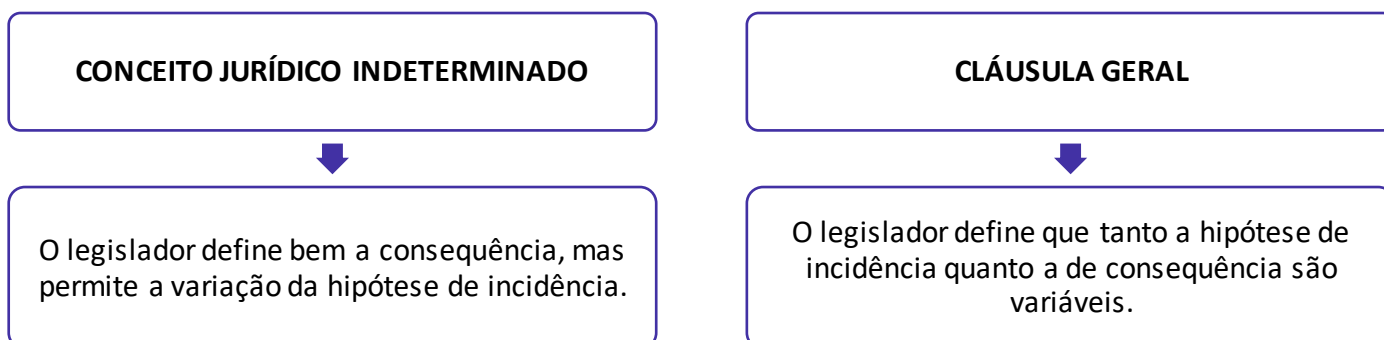 CONCEITO JURÍDICO INDETERMINADO
O legislador define bem a consequência, mas
permite a variação da hipótese de incidência.
CLÁUSULA GERAL
O legislador define que tanto a hipótese de
incidência quanto a de consequência são
variáveis.